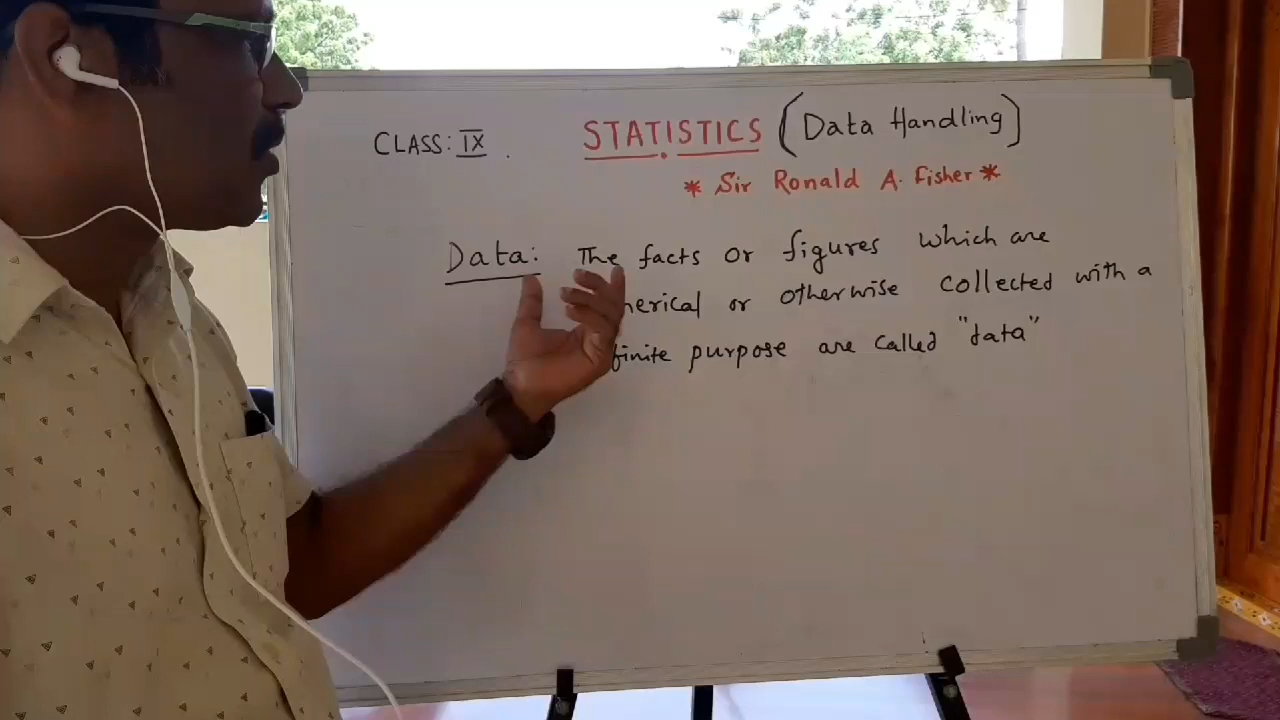 CLASS: IX . STATISTICS (Data Handling)
* Sir Ronald A. Fisher *
Data: The facts or figures which are
or otherwise collected with a
purpose are called "data"